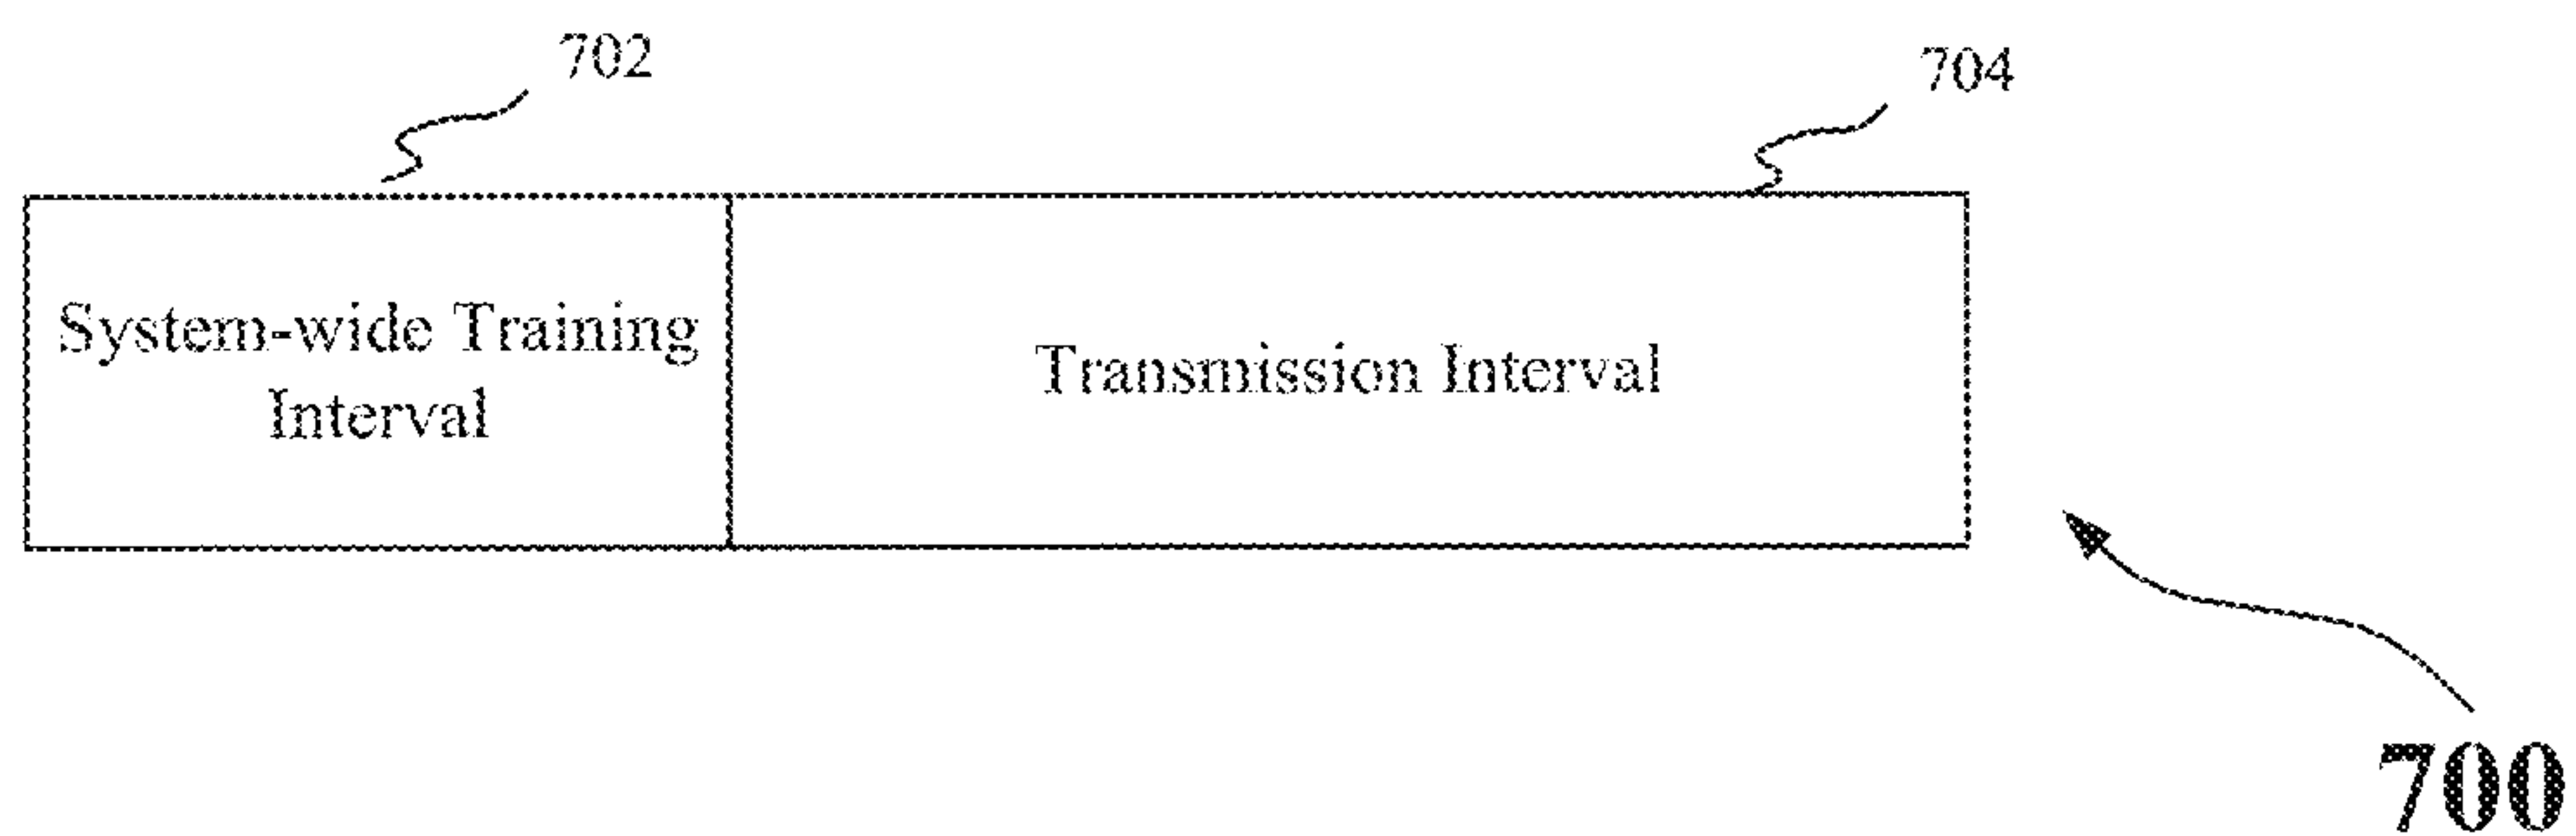 702
704
System-wide Training
Interval
Transmission Interval
700